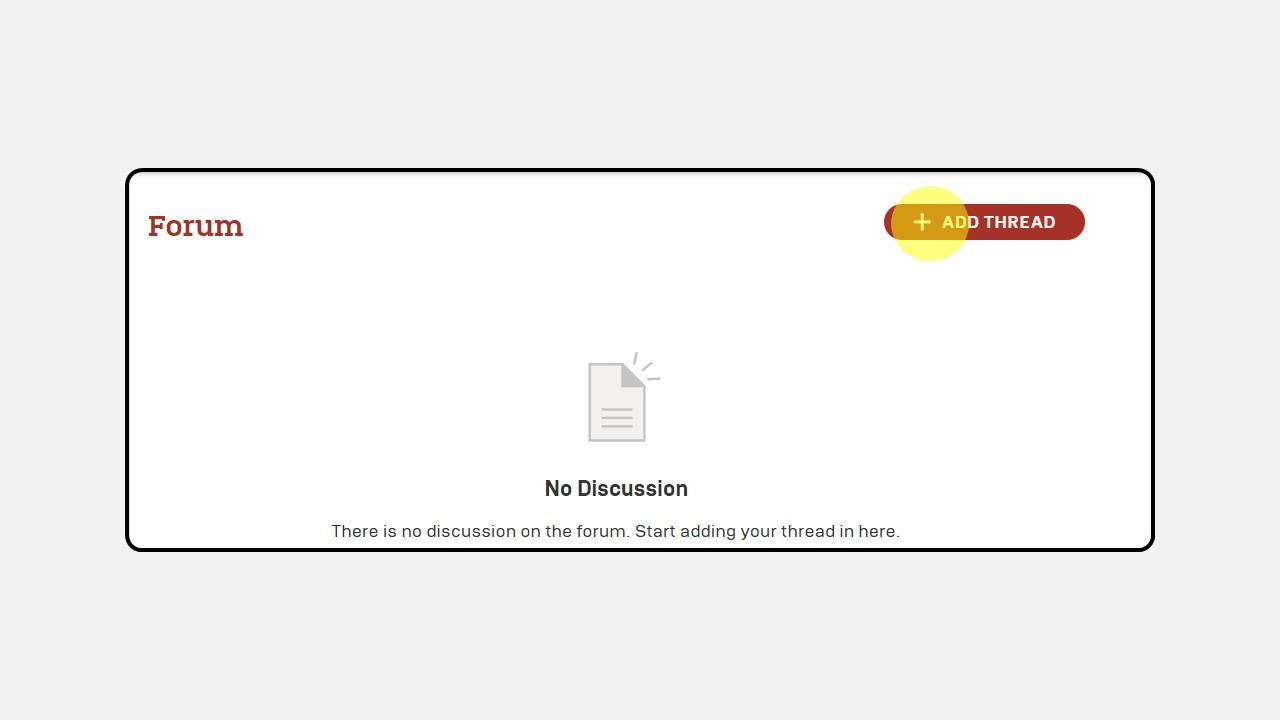 Forum
+ ADD THREAD
No Discussion
There is no discussion on the forum. Start adding your thread in here.